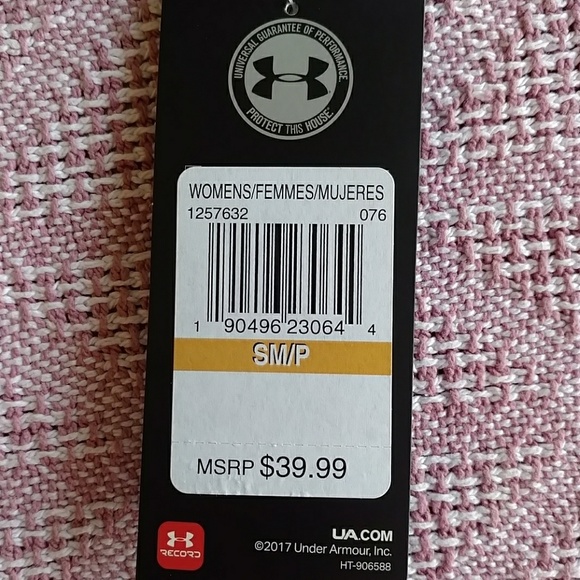 UNIVERSAL GUARANTEE OF PERFORMANCE.
PROTECT THIS HOUSE
WOMENS/FEMMES/MUJERES
1257632 076
1 90496 23064 4
SM/P
MSRP $39.99
UA.COM
©2017 Under Armour, Inc.
HT-906588
RECORD